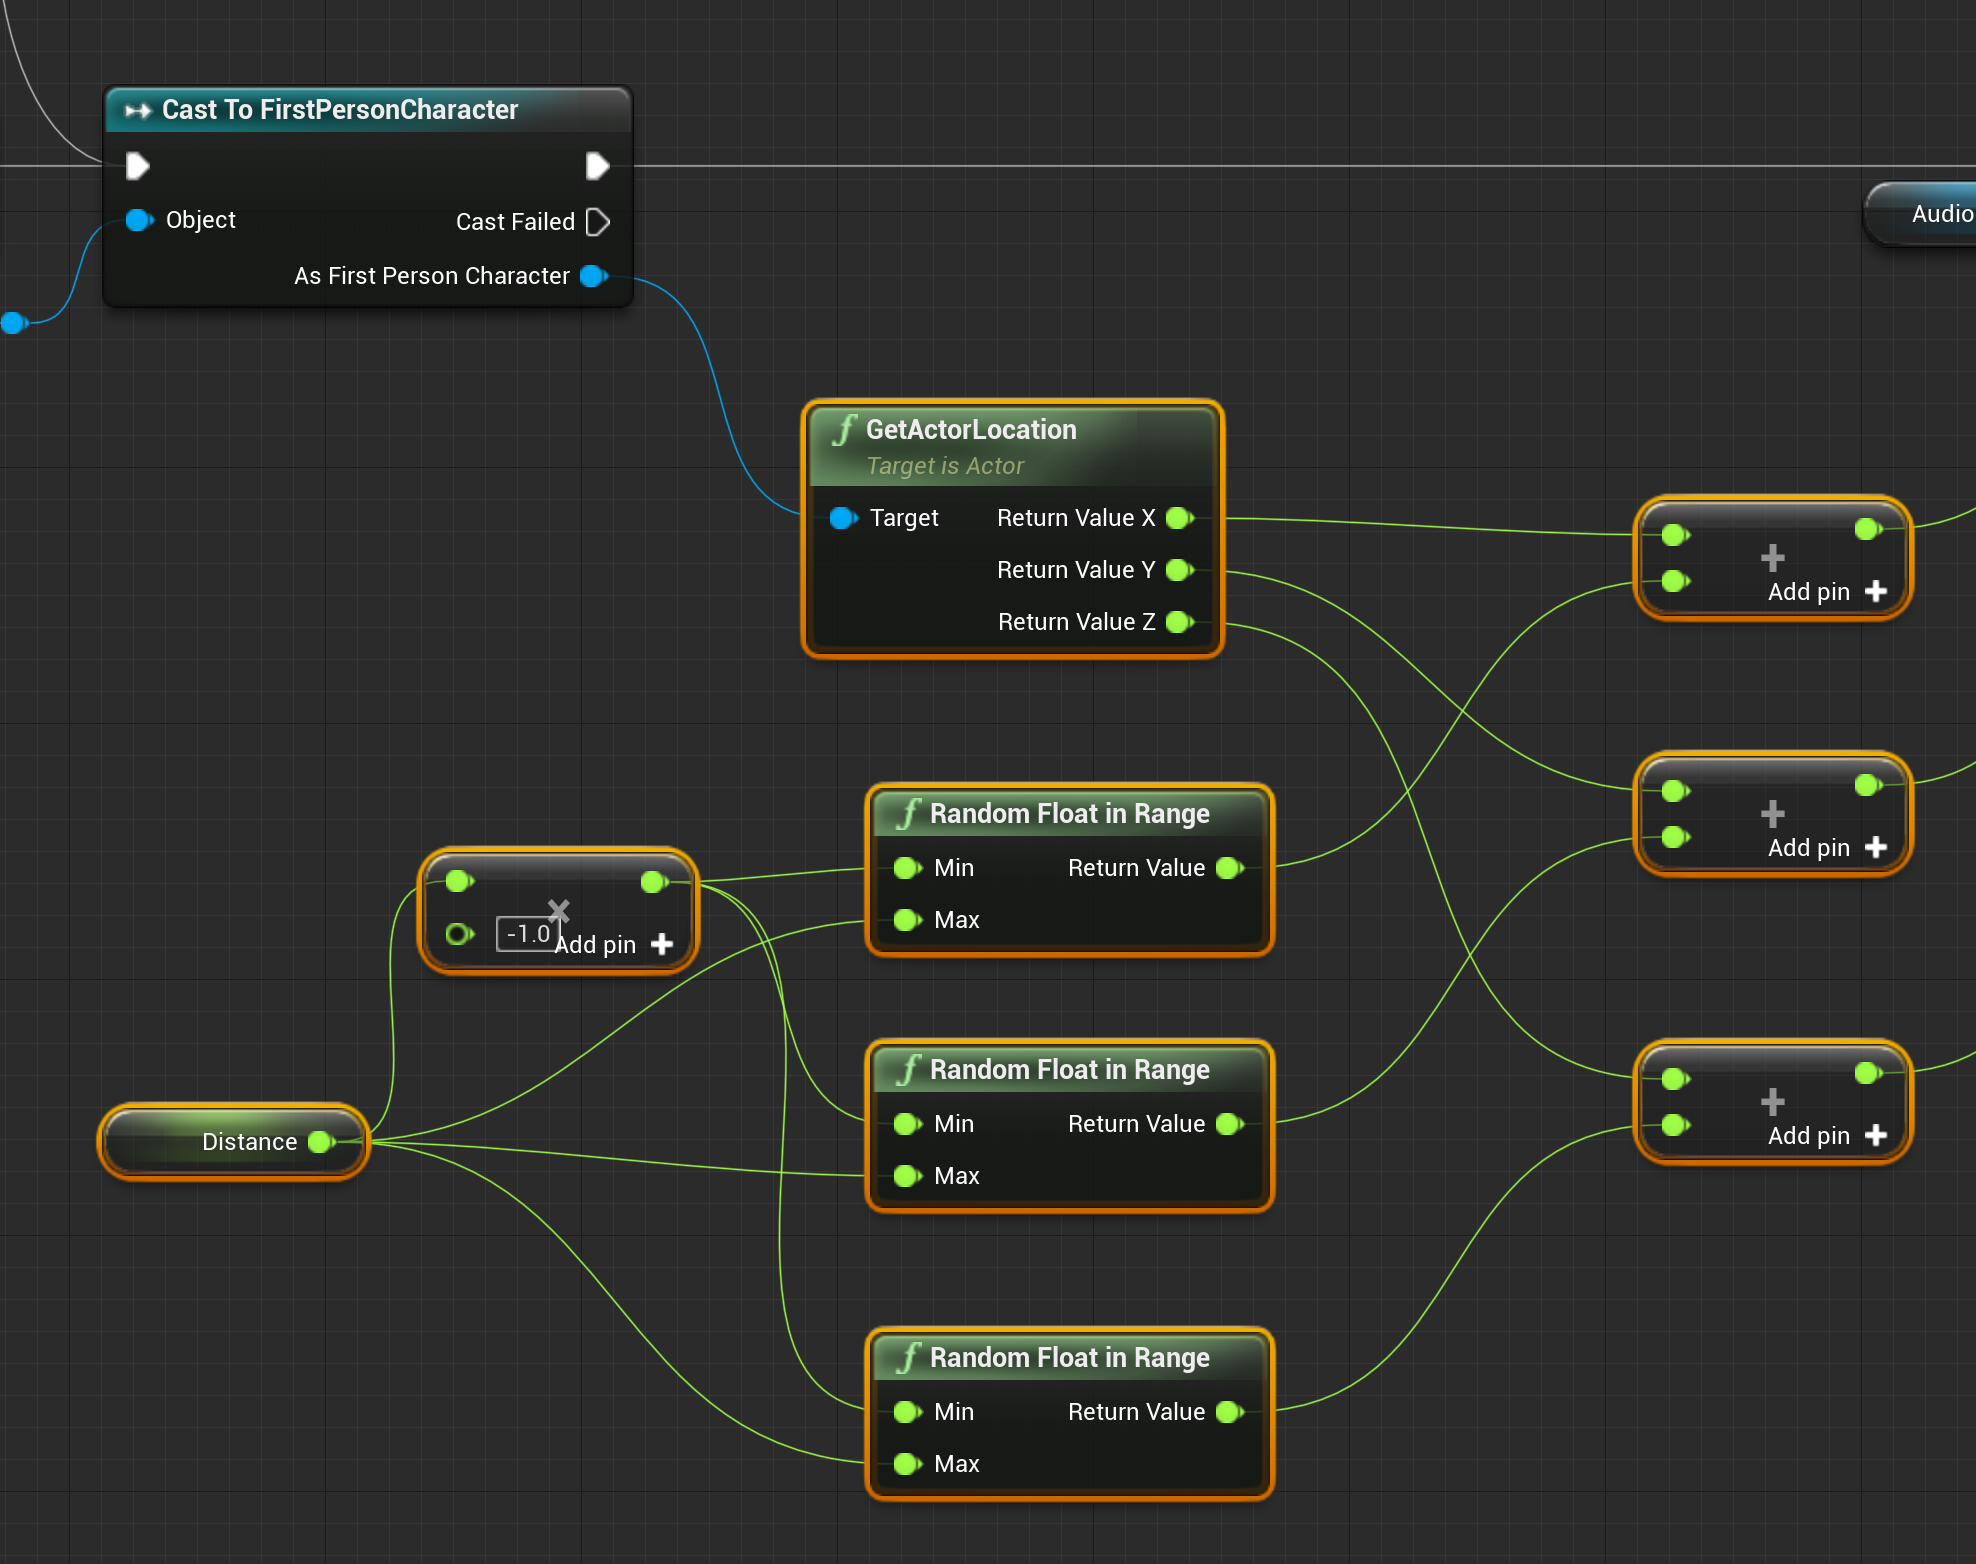 Cast To FirstPersonCharacter
Object
Cast Failed
As First Person Character
Audio
f GetActorLocation
Target is Actor
Target
Return Value X
Return Value Y
Return Value Z
Add pin
f Random Float in Range
Min
Return Value
Max
Add pin
-1.0
Add pin
f Random Float in Range
Min
Return Value
Max
Distance
Add pin
f Random Float in Range
Min
Return Value
Max